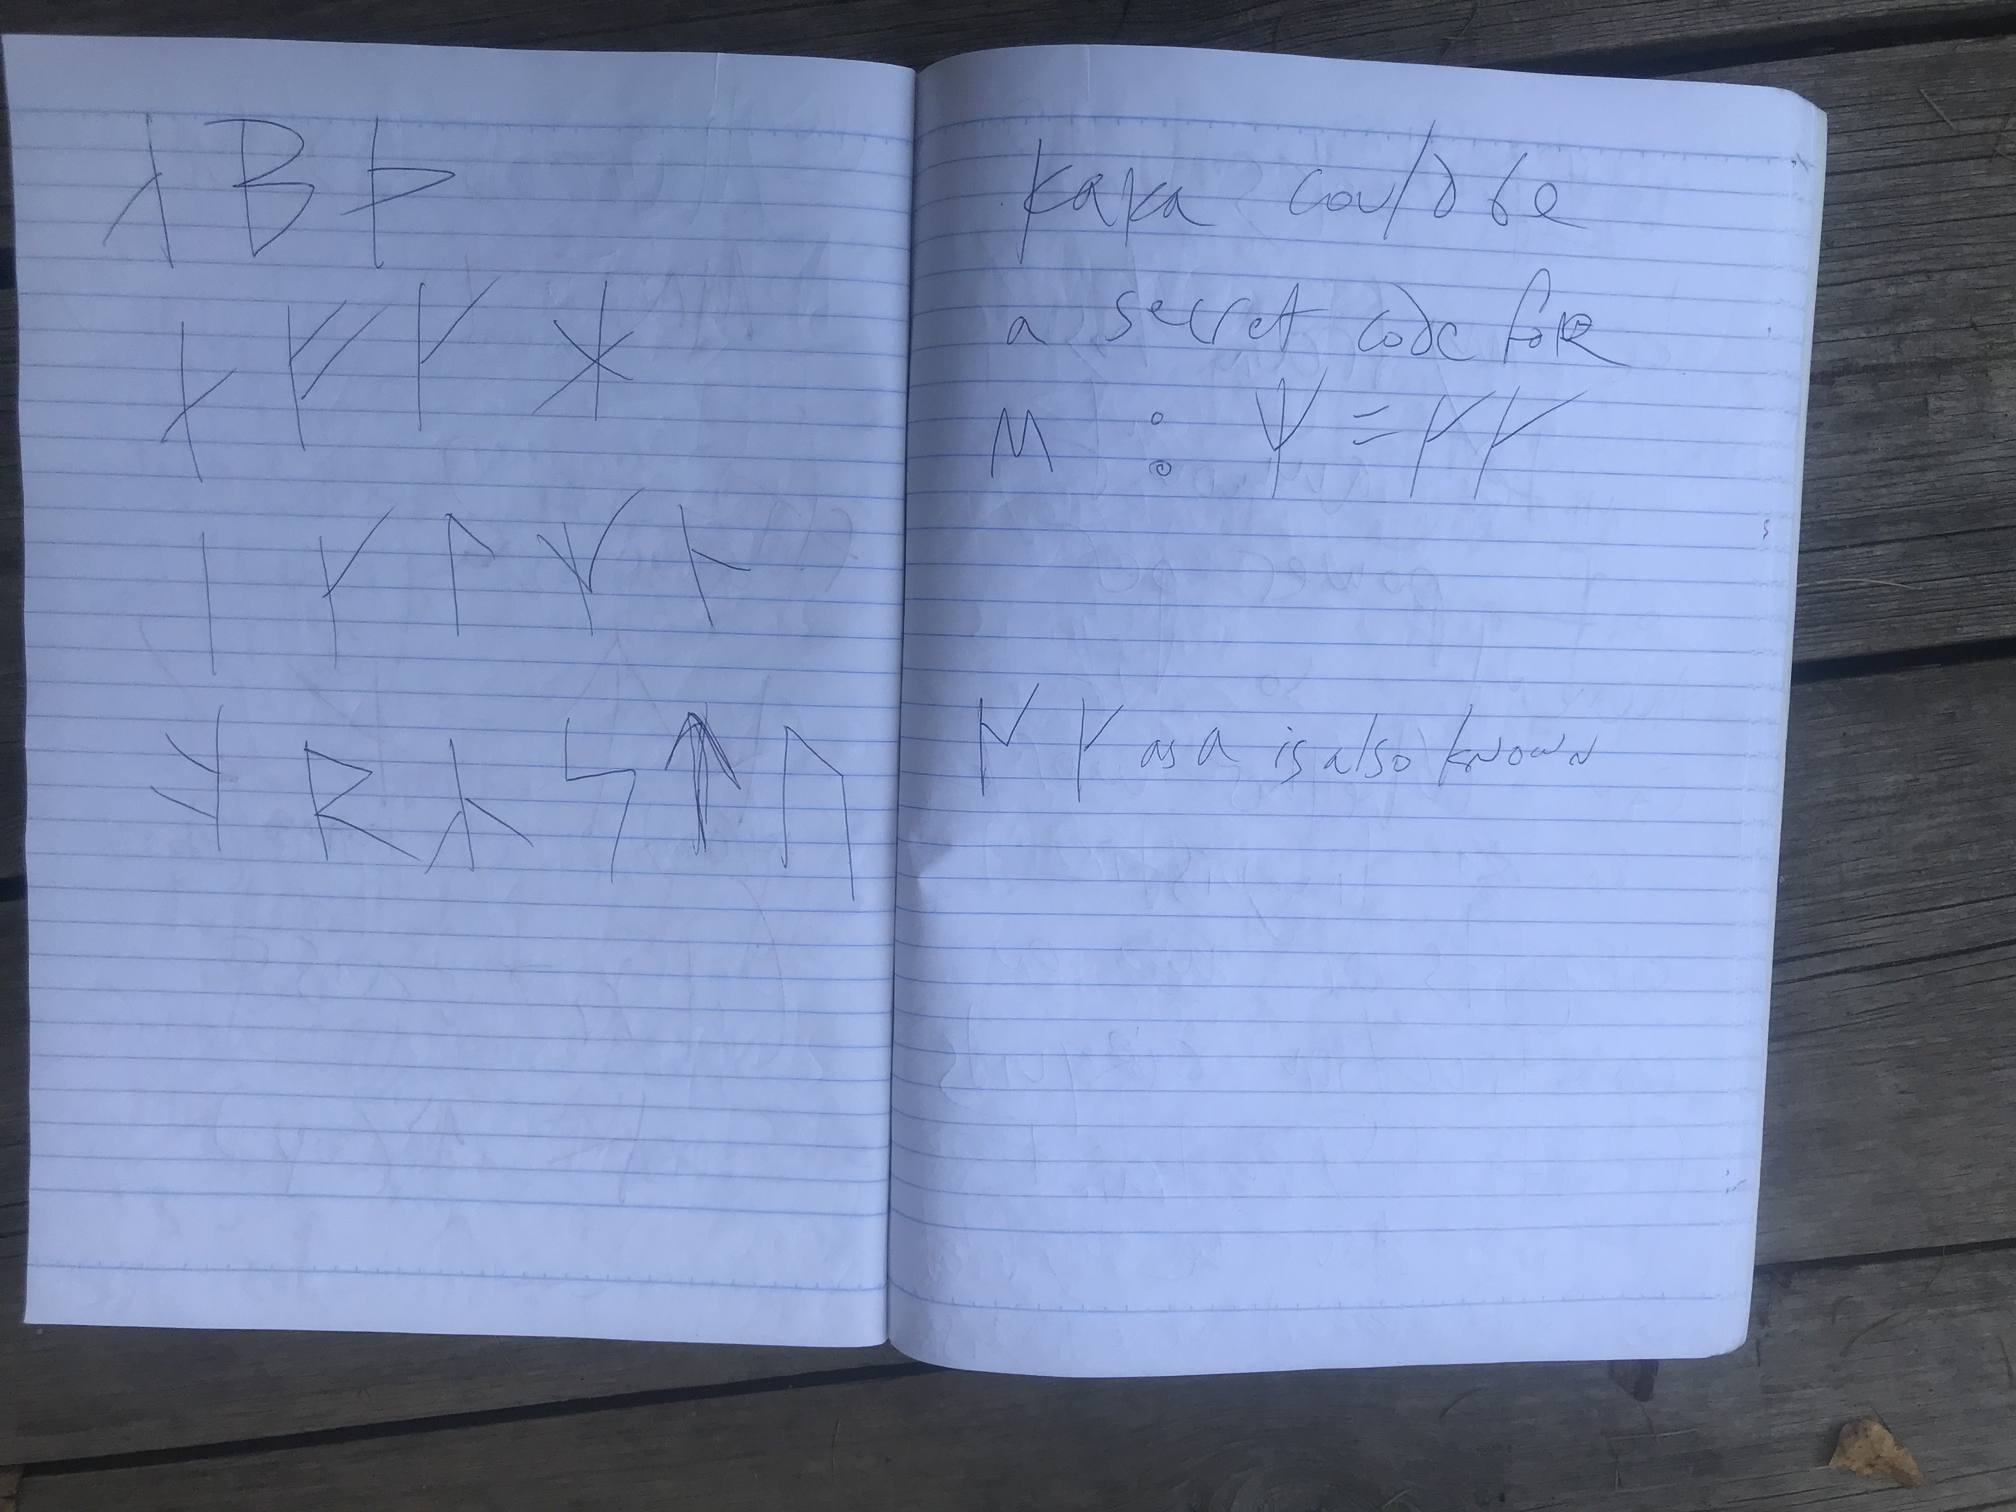 ᛆ ᛒ ᚦ
ᚼ ᚠ ᚴ ᚼ
ᛁ ᚴ ᛚ ᛘ ᚿ
ᚱ ᛦ ᛋ ᛏ ᚢ
kaka could be
a secret code for
M : ᛘ = ᚴᚴ
ᚴ as a is also known